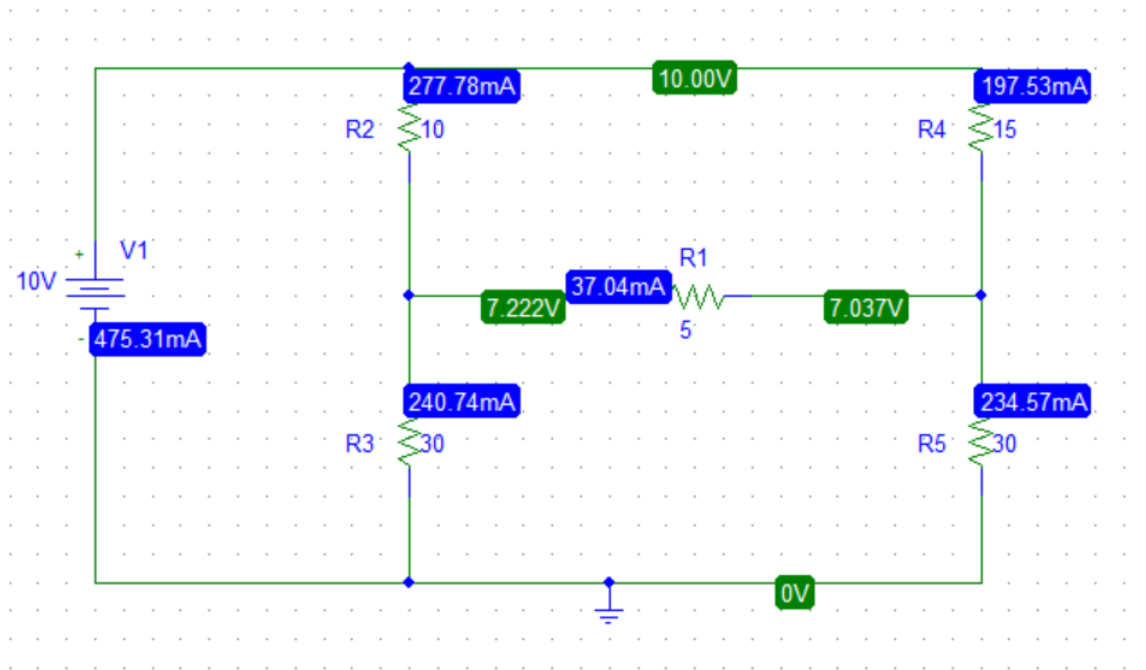 277.78mA
10.00V
197.53mA
R2
10
R4
15
+
V1
10V
R1
37.04mA
7.222V
7.037V
5
-
475.31mA
240.74mA
234.57mA
R3
30
R5
30
0V